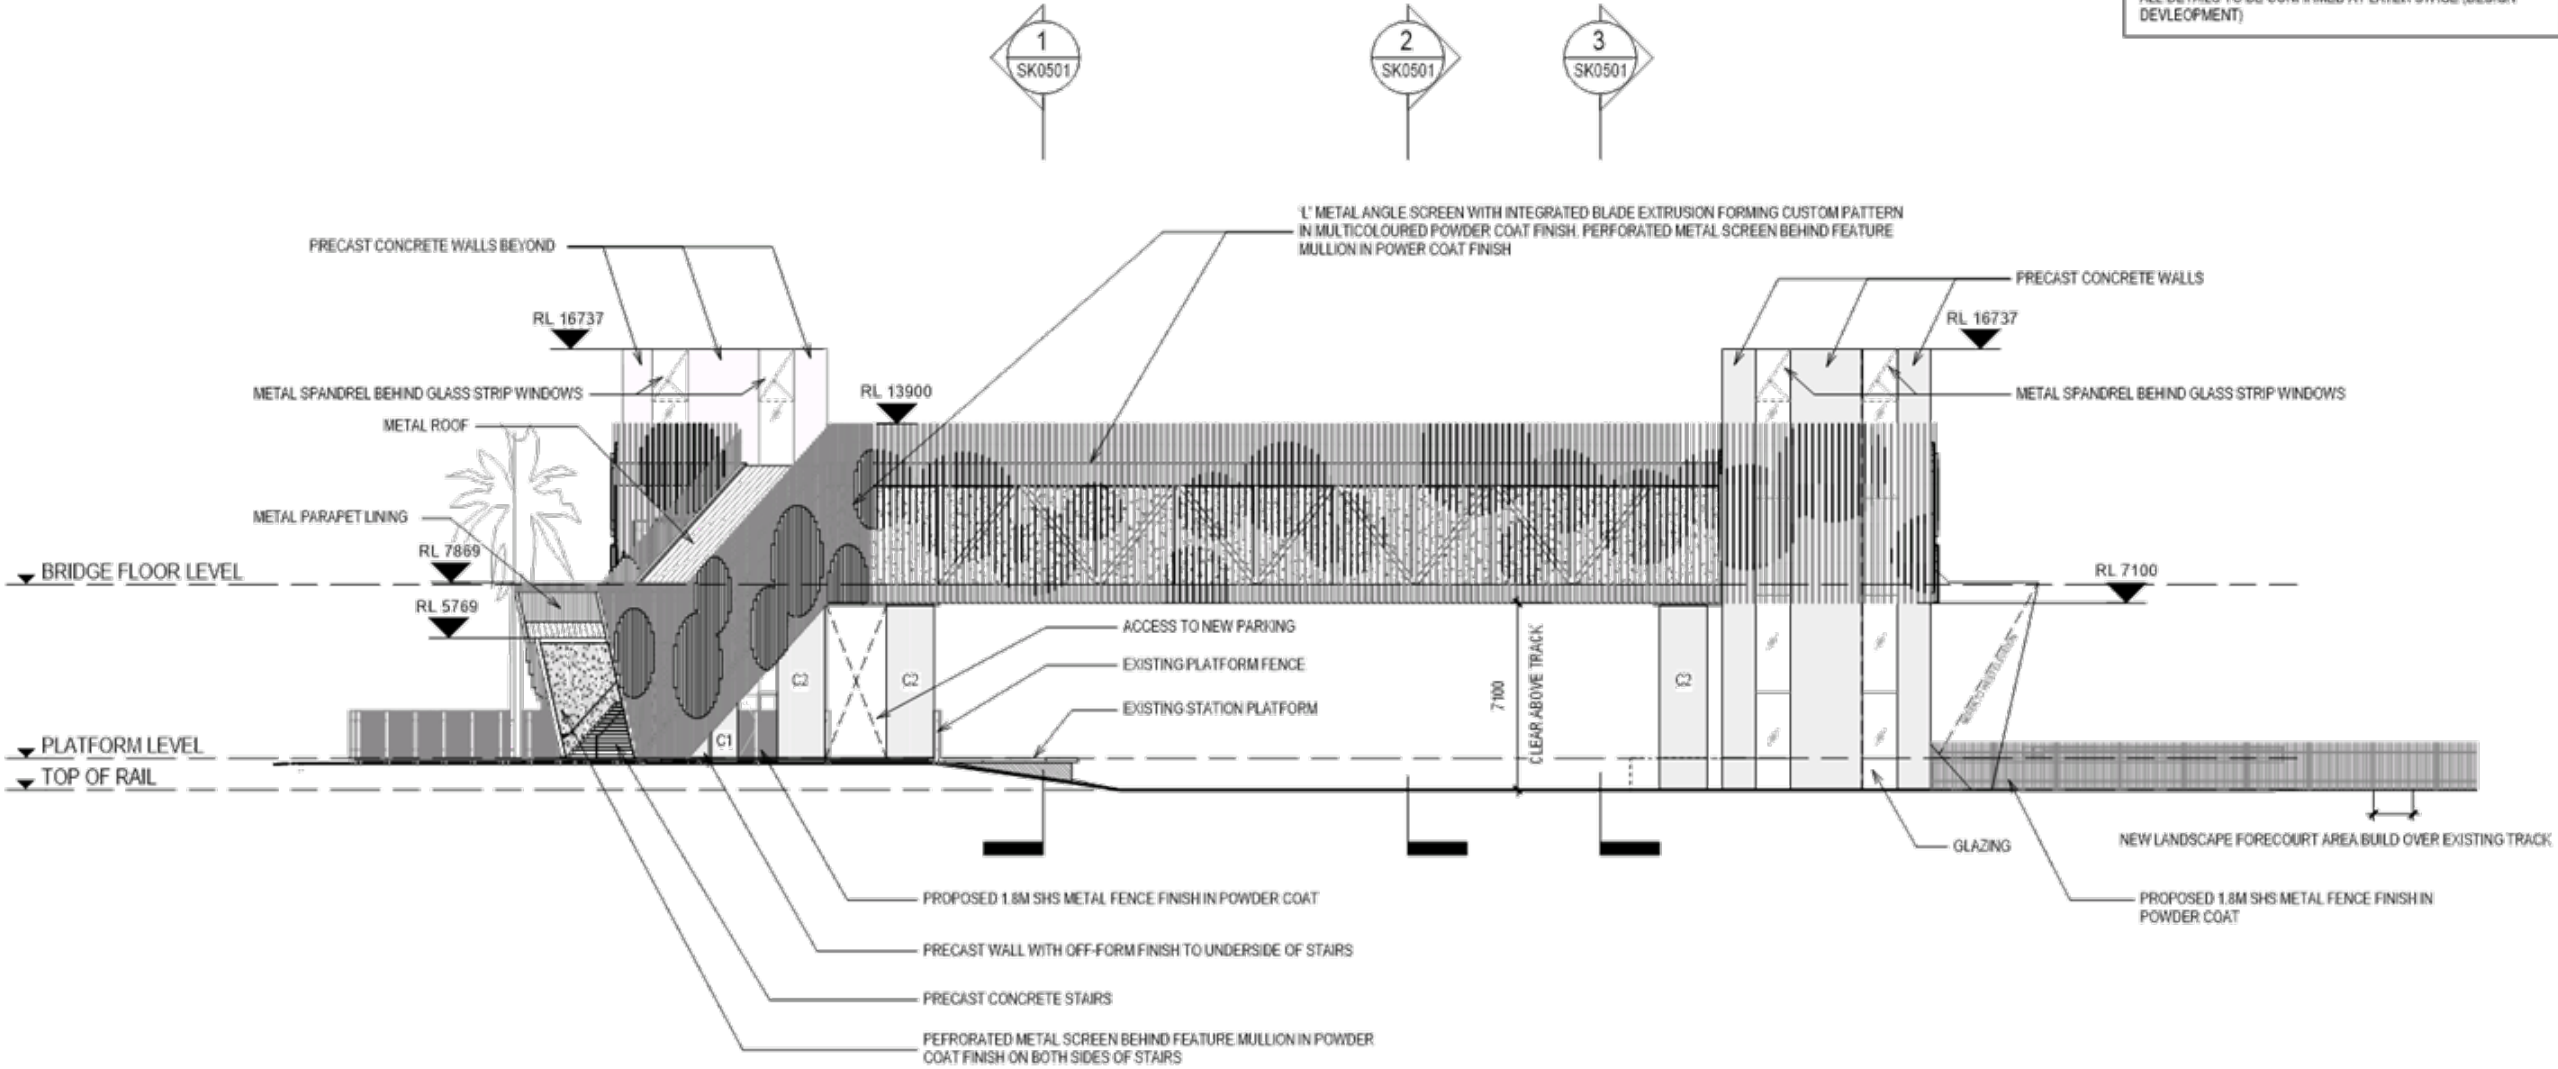 DEVLEOPMENT)
1
SK0501
2
SK0501
3
SK0501
'L' METAL ANGLE SCREEN WITH INTEGRATED BLADE EXTRUSION FORMING CUSTOM PATTERN
IN MULTICOLOURED POWDER COAT FINISH. PERFORATED METAL SCREEN BEHIND FEATURE
MULLION IN POWER COAT FINISH
PRECAST CONCRETE WALLS BEYOND
PRECAST CONCRETE WALLS
RL 16737
RL 16737
METAL SPANDREL BEHIND GLASS STRIP WINDOWS
RL 13900
METAL SPANDREL BEHIND GLASS STRIP WINDOWS
METAL ROOF
METAL PARAPET LINING
RL 7869
BRIDGE FLOOR LEVEL
RL 7100
RL 5769
ACCESS TO NEW PARKING
EXISTING PLATFORM FENCE
C2
C2
C2
7100
CLEAR ABOVE TRACK
EXISTING STATION PLATFORM
C1
PLATFORM LEVEL
TOP OF RAIL
GLAZING
NEW LANDSCAPE FORECOURT AREA BUILD OVER EXISTING TRACK
PROPOSED 1.8M SHS METAL FENCE FINISH IN POWDER COAT
PROPOSED 1.8M SHS METAL FENCE FINISH IN
POWDER COAT
PRECAST WALL WITH OFF-FORM FINISH TO UNDERSIDE OF STAIRS
PRECAST CONCRETE STAIRS
PEFRORATED METAL SCREEN BEHIND FEATURE MULLION IN POWDER
COAT FINISH ON BOTH SIDES OF STAIRS